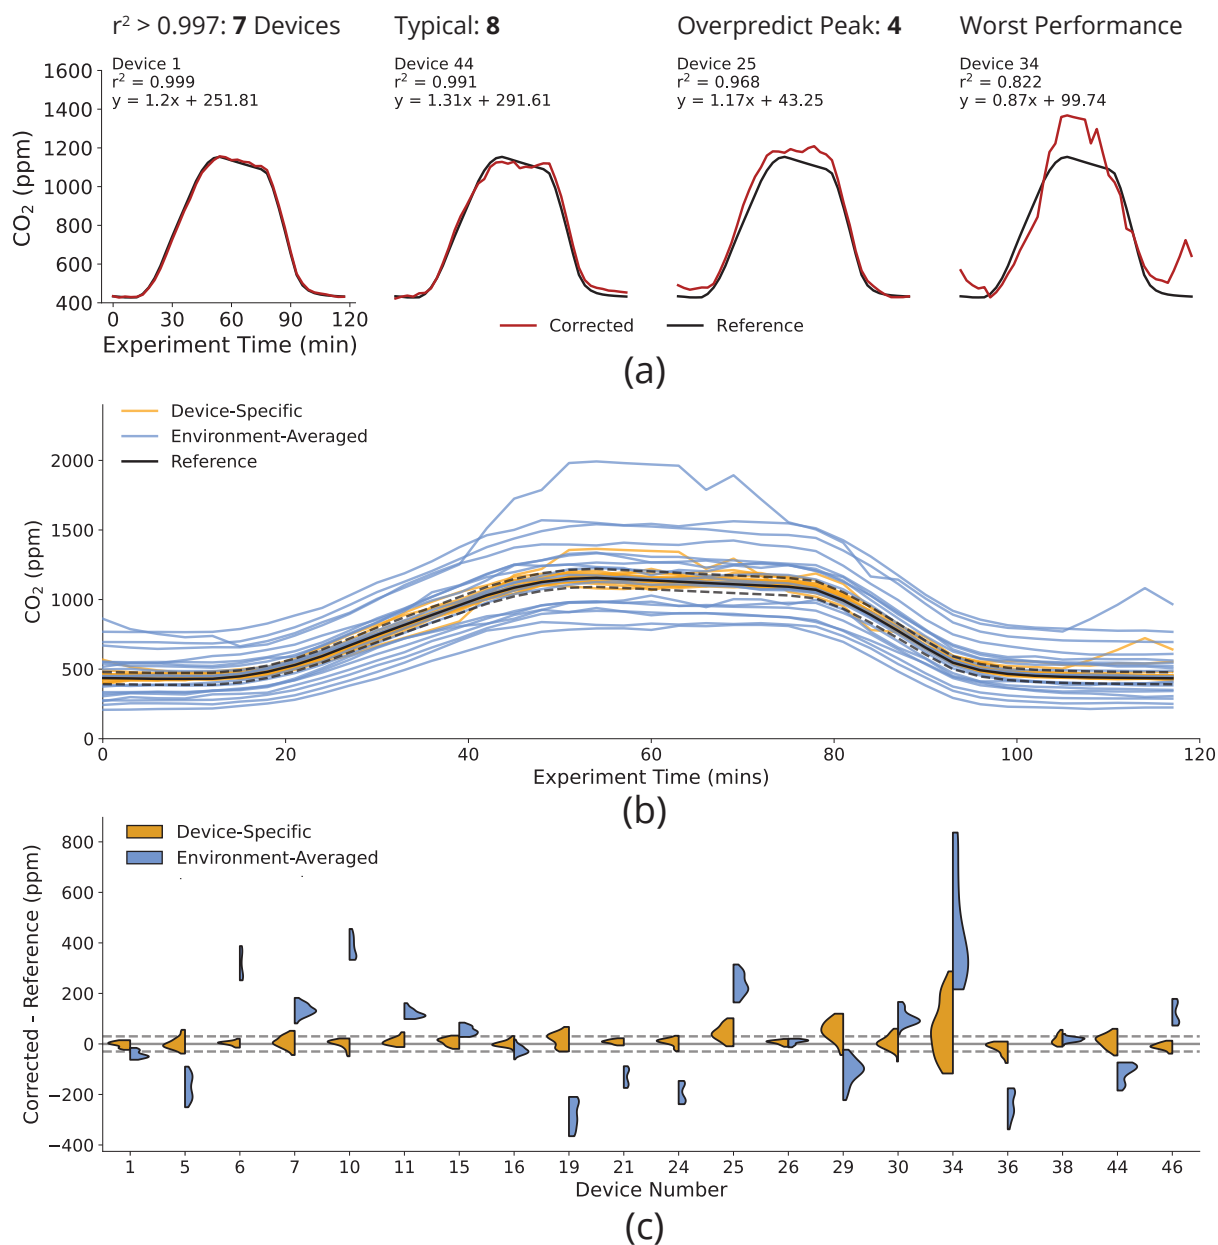 r² > 0.997: 7 Devices
Typical: 8
Overpredict Peak: 4
Worst Performance
Device 1
r² = 0.999
y = 1.2x + 251.81
Device 44
r² = 0.991
y = 1.31x + 291.61
Device 25
r² = 0.968
y = 1.17x + 43.25
Device 34
r² = 0.822
y = 0.87x + 99.74
CO₂ (ppm)
1600
1400
1200
1000
800
600
400
0 30 60 90 120
Experiment Time (min)
Corrected
Reference
(a)
Device-Specific
Environment-Averaged
Reference
CO₂ (ppm)
2000
1500
1000
500
0
0 20 40 60 80 100 120
Experiment Time (mins)
(b)
Device-Specific
Environment-Averaged
Corrected - Reference (ppm)
800
600
400
200
0
−200
−400
1 5 6 7 10 11 15 16 19 21 24 25 26 29 30 34 36 38 44 46
Device Number
(c)